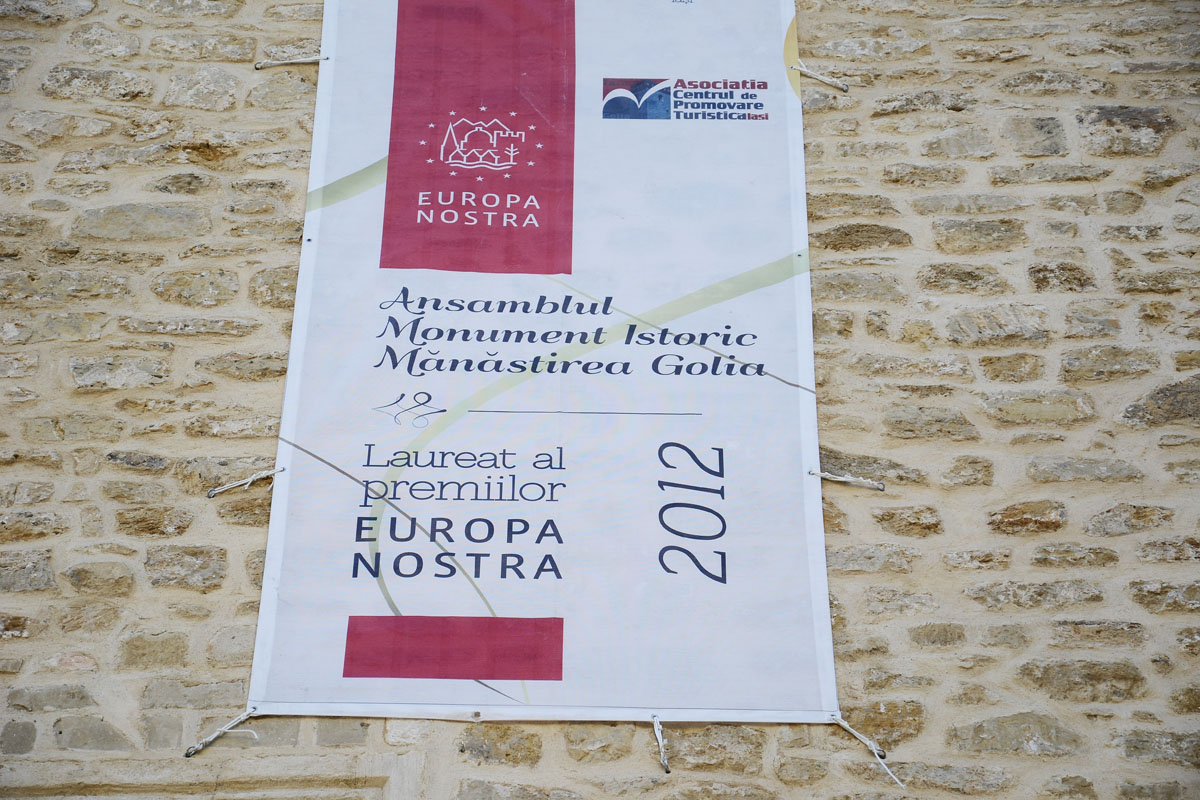 Asociatia
Centrul de
Promovare
Turistica Iasi
EUROPA
NOSTRA
Ansamblul
Monument Istoric
Mănăstirea Golia
Laureat al
premiilor
EUROPA
NOSTRA
2012